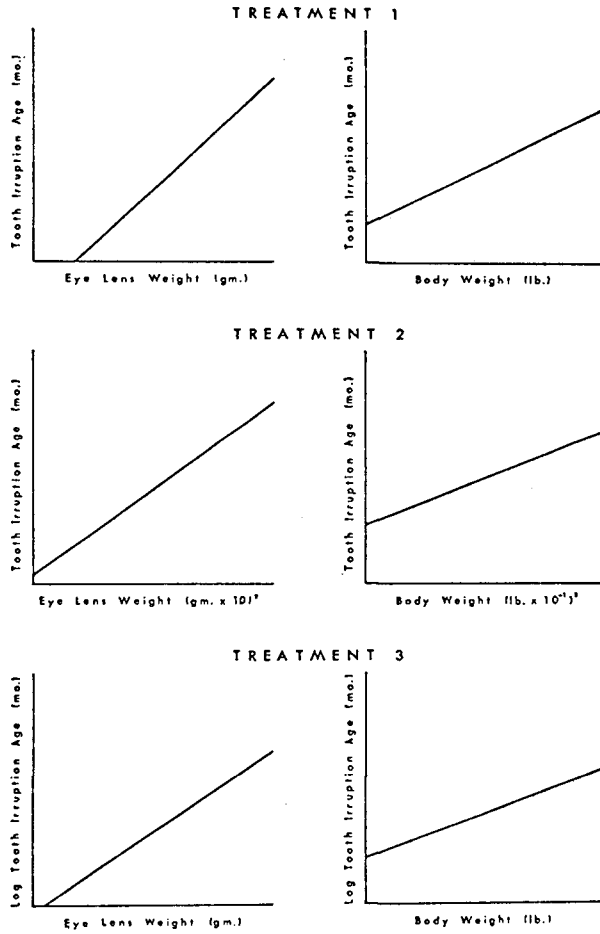 TREATMENT 1
Tooth Irruption Age (mo.)
Eye Lens Weight (gm.)
Tooth Irruption Age (mo.)
Body Weight (lb.)
TREATMENT 2
Tooth Irruption Age (mo.)
Eye Lens Weight (gm. x 10)²
Tooth Irruption Age (mo.)
Body Weight (lb. x 10⁻²)²
TREATMENT 3
Log Tooth Irruption Age (mo.)
Eye Lens Weight (gm.)
Log Tooth Irruption Age (mo.)
Body Weight (lb.)